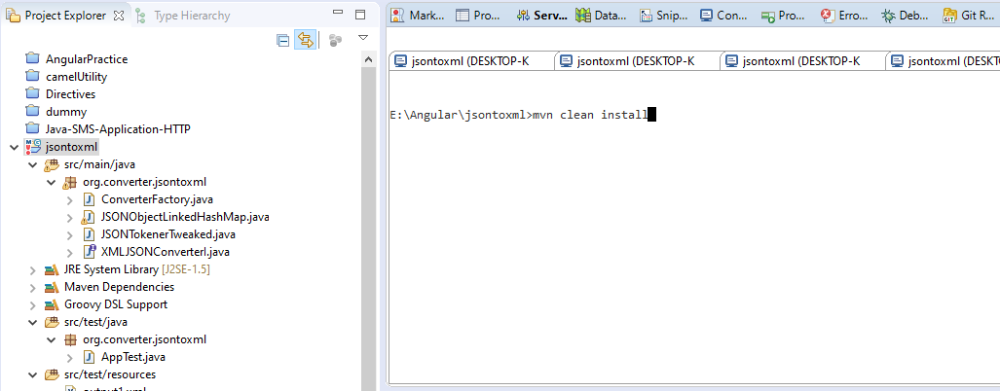 Project Explorer Type Hierarchy
AngularPractice
camelUtility
Directives
dummy
Java-SMS-Application-HTTP
jsontoxml
src/main/java
org.converter.jsontoxml
ConverterFactory.java
JSONObjectLinkedHashMap.java
JSONTokenerTweaked.java
XMLJSONConverterI.java
JRE System Library [J2SE-1.5]
Maven Dependencies
Groovy DSL Support
src/test/java
org.converter.jsontoxml
AppTest.java
src/test/resources
output1.xml
Mark... Pro... Serv... Data... Snip... Con... Pro... Erro... Deb... Git R...
jsontoxml (DESKTOP-K jsontoxml (DESKTOP-K jsontoxml (DESKTOP-K jsontoxml (DESK
E:\Angular\jsontoxml>mvn clean install